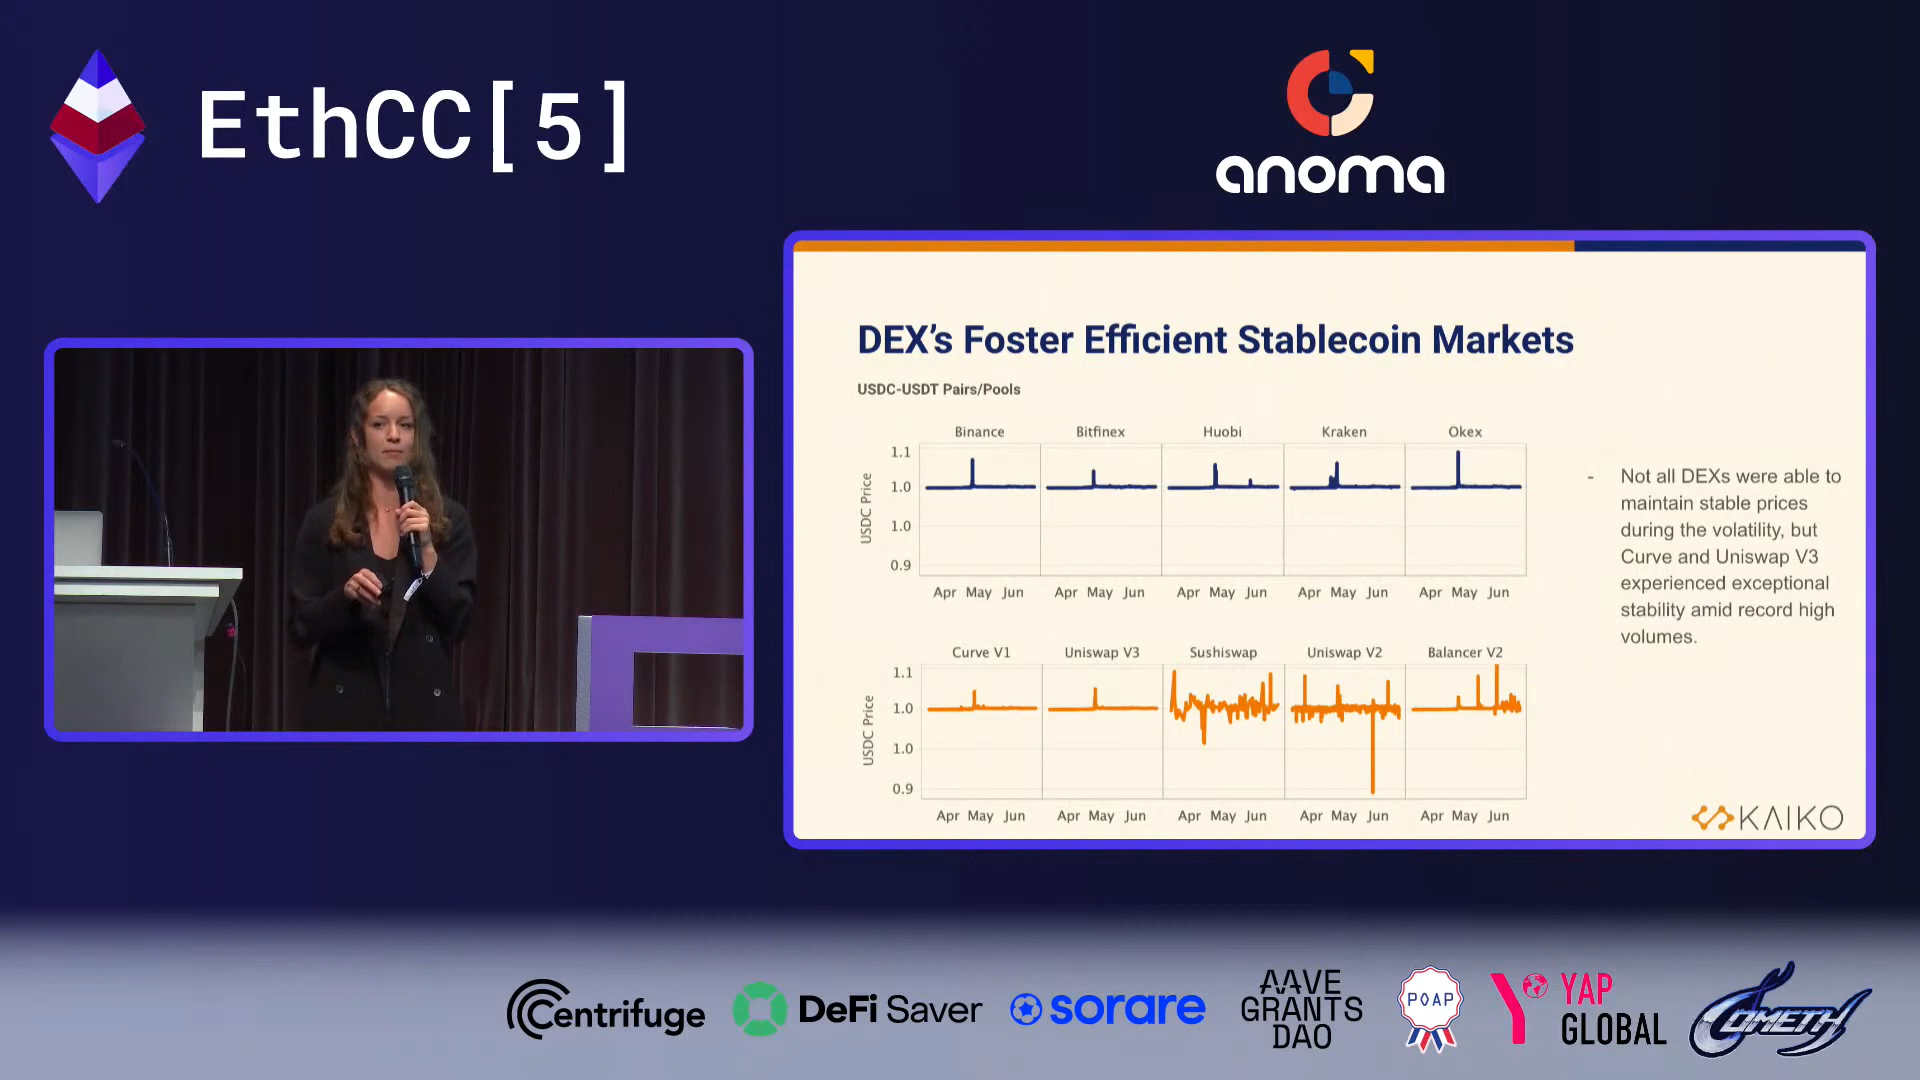 EthCC[5]
anoma
DEX’s Foster Efficient Stablecoin Markets
USDC-USDT Pairs/Pools
Binance Bitfinex Huobi Kraken Okex
USDC Price
1.1
1.0
1.0
0.9
Apr May Jun Apr May Jun Apr May Jun Apr May Jun Apr May Jun
Curve V1 Uniswap V3 Sushiswap Uniswap V2 Balancer V2
USDC Price
1.1
1.0
1.0
0.9
Apr May Jun Apr May Jun Apr May Jun Apr May Jun Apr May Jun
- Not all DEXs were able to
maintain stable prices
during the volatility, but
Curve and Uniswap V3
experienced exceptional
stability amid record high
volumes.
KAIKO
Centrifuge
DeFi Saver
sorare
AAVE
GRANTS
DAO
POAP
YAP
GLOBAL
COMETH